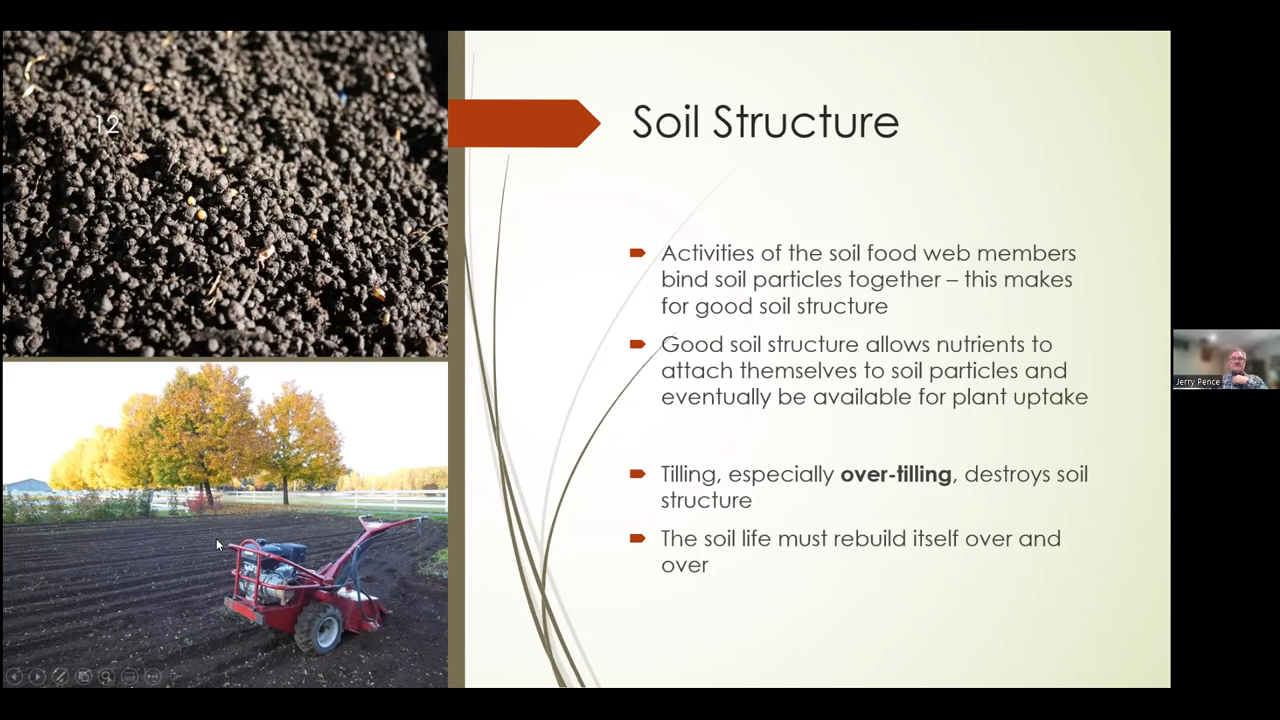 12
Soil Structure
Activities of the soil food web members
bind soil particles together – this makes
for good soil structure
Good soil structure allows nutrients to
attach themselves to soil particles and
eventually be available for plant uptake
Tilling, especially over-tilling, destroys soil
structure
The soil life must rebuild itself over and
over
Jerry Pence